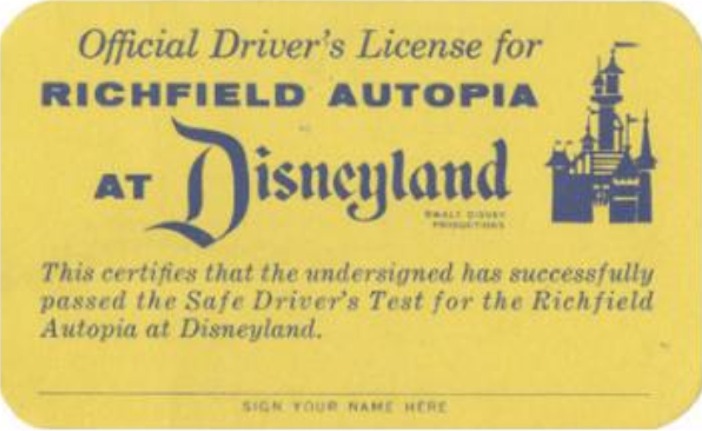 Official Driver's License for
RICHFIELD AUTOPIA
AT Disneyland
©WALT DISNEY
PRODUCTIONS
This certifies that the undersigned has successfully
passed the Safe Driver's Test for the Richfield
Autopia at Disneyland.
SIGN YOUR NAME HERE